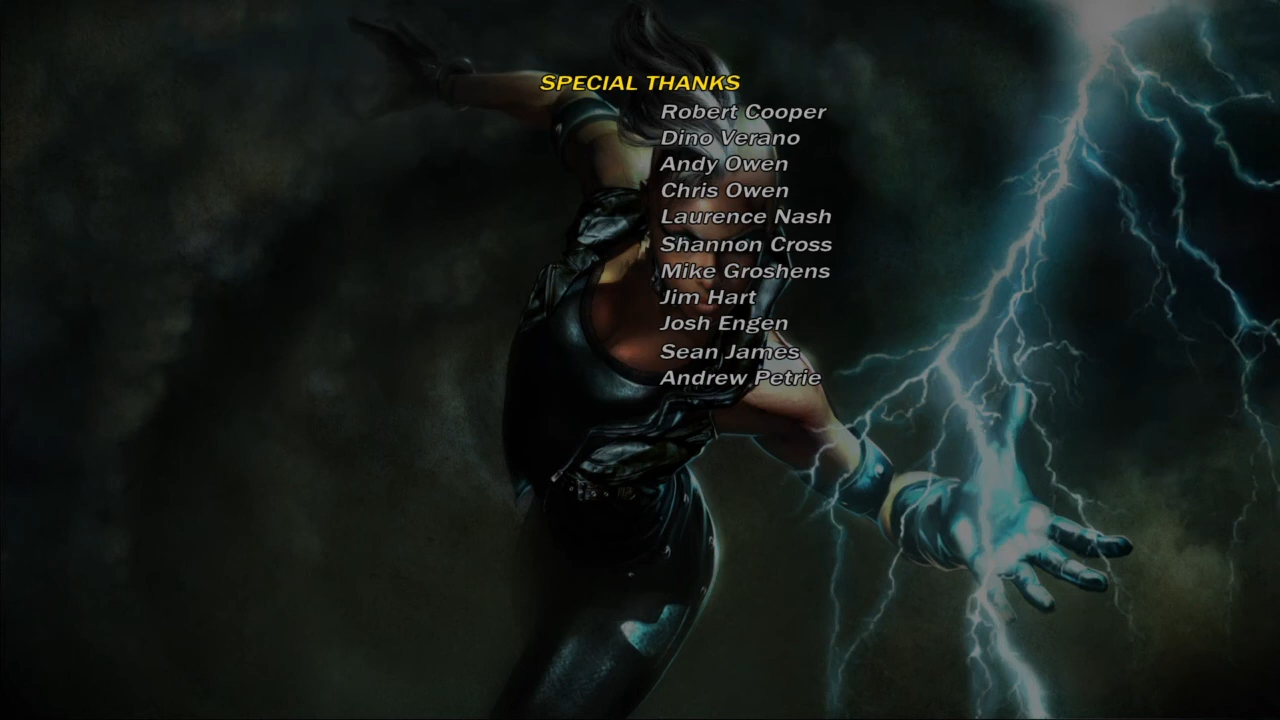 SPECIAL THANKS
Robert Cooper
Dino Verano
Andy Owen
Chris Owen
Laurence Nash
Shannon Cross
Mike Groshens
Jim Hart
Josh Engen
Sean James
Andrew Petrie